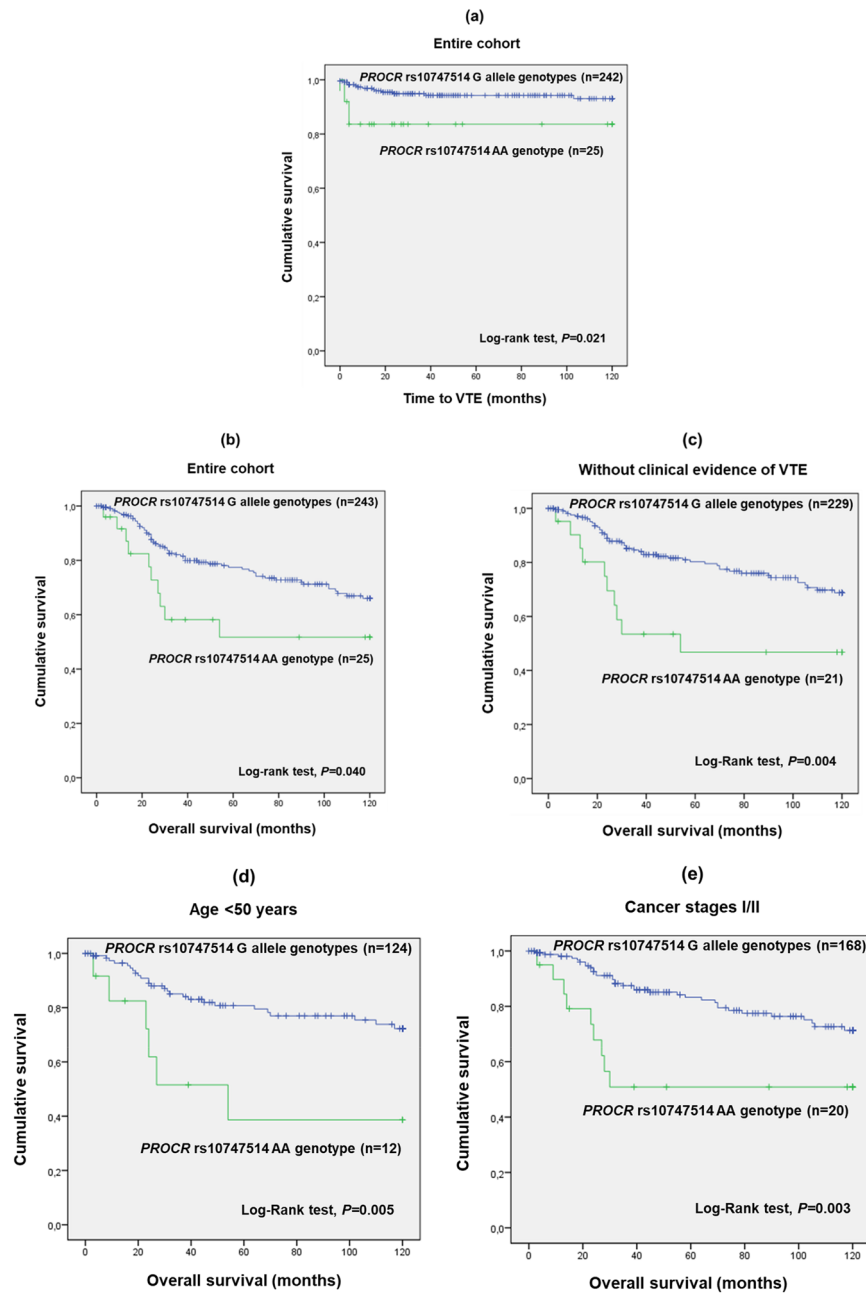 (a)
Entire cohort
PROCR rs10747514 G allele genotypes (n=242)
PROCR rs10747514 AA genotype (n=25)
Log-rank test, P=0.021
Cumulative survival
1,0
0,8
0,6
0,4
0,2
0,0
0 20 40 60 80 100 120
Time to VTE (months)
(b)
Entire cohort
PROCR rs10747514 G allele genotypes (n=243)
PROCR rs10747514 AA genotype (n=25)
Log-rank test, P=0.040
Cumulative survival
1,0
0,8
0,6
0,4
0,2
0,0
0 20 40 60 80 100 120
Overall survival (months)
(c)
Without clinical evidence of VTE
PROCR rs10747514 G allele genotypes (n=229)
PROCR rs10747514 AA genotype (n=21)
Log-Rank test, P=0.004
Cumulative survival
1,0
0,8
0,6
0,4
0,2
0,0
0 20 40 60 80 100 120
Overall survival (months)
(d)
Age <50 years
PROCR rs10747514 G allele genotypes (n=124)
PROCR rs10747514 AA genotype (n=12)
Log-Rank test, P=0.005
Cumulative survival
1,0
0,8
0,6
0,4
0,2
0,0
0 20 40 60 80 100 120
Overall survival (months)
(e)
Cancer stages I/II
PROCR rs10747514 G allele genotypes (n=168)
PROCR rs10747514 AA genotype (n=20)
Log-Rank test, P=0.003
Cumulative survival
1,0
0,8
0,6
0,4
0,2
0,0
0 20 40 60 80 100 120
Overall survival (months)